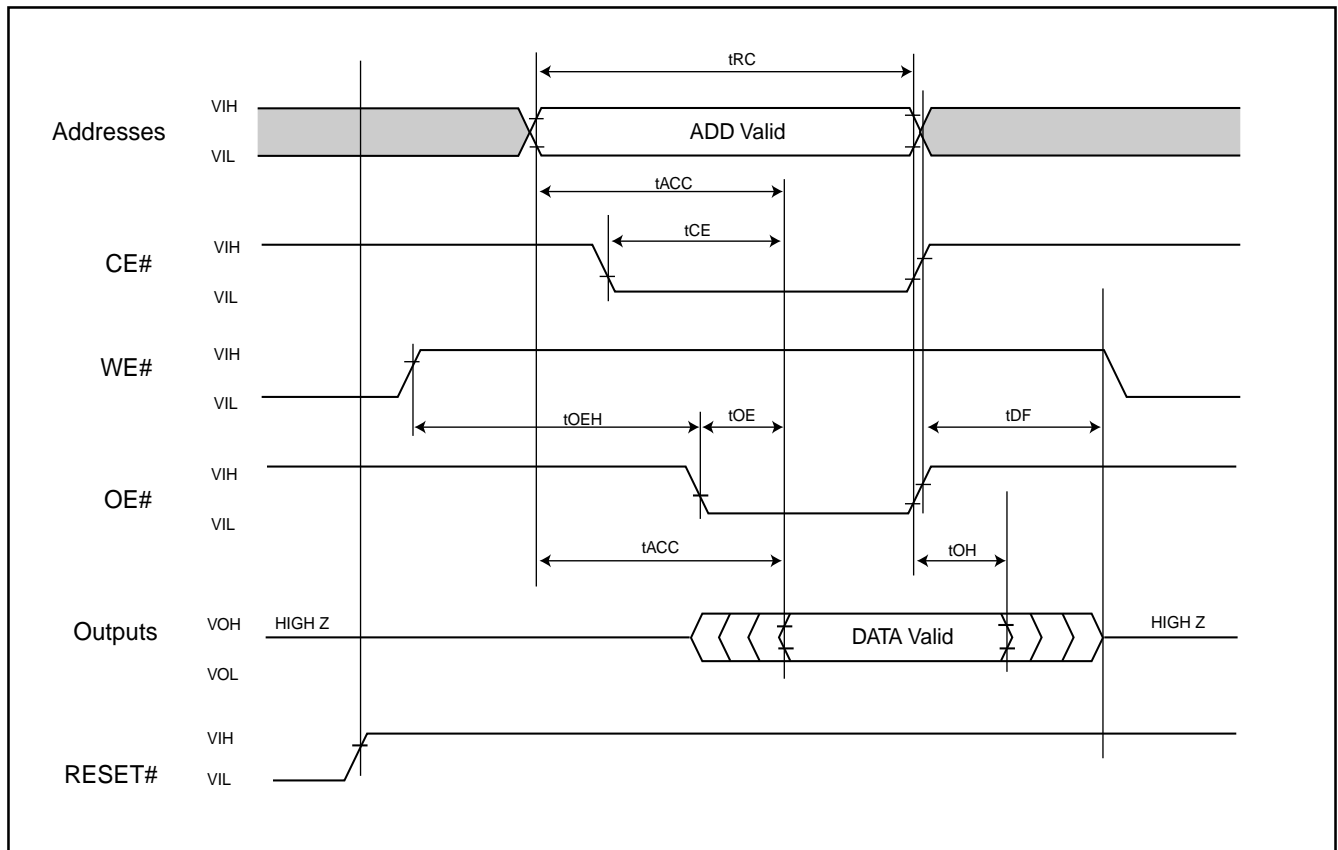 tRC
VIH
Addresses
ADD Valid
VIL
tACC
VIH
tCE
CE#
VIL
VIH
WE#
VIL
tOEH
tOE
tDF
VIH
OE#
VIL
tACC
tOH
Outputs
VOH
HIGH Z
DATA Valid
HIGH Z
VOL
VIH
RESET#
VIL